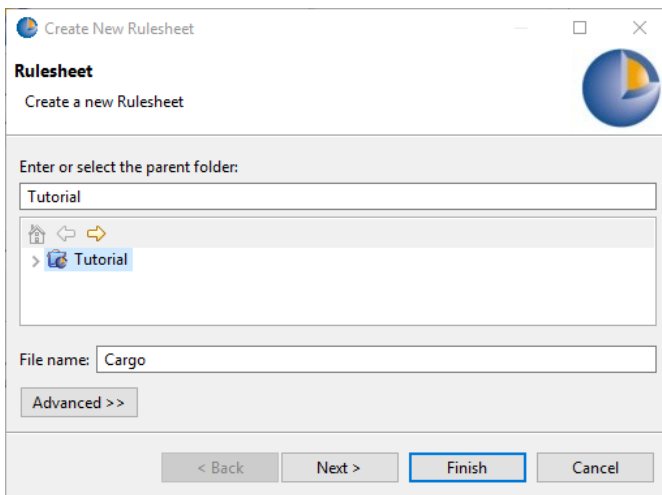 Create New Rulesheet
Rulesheet
Create a new Rulesheet
Enter or select the parent folder:
Tutorial
Tutorial
File name: Cargo
Advanced >>
< Back Next > Finish Cancel